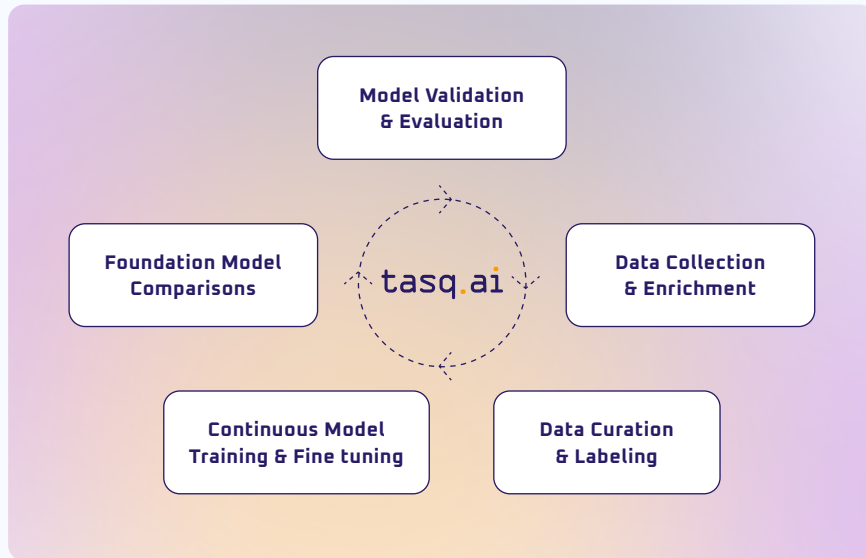 Model Validation
& Evaluation
Foundation Model
Comparisons
tasq.ai
Data Collection
& Enrichment
Continuous Model
Training & Fine tuning
Data Curation
& Labeling